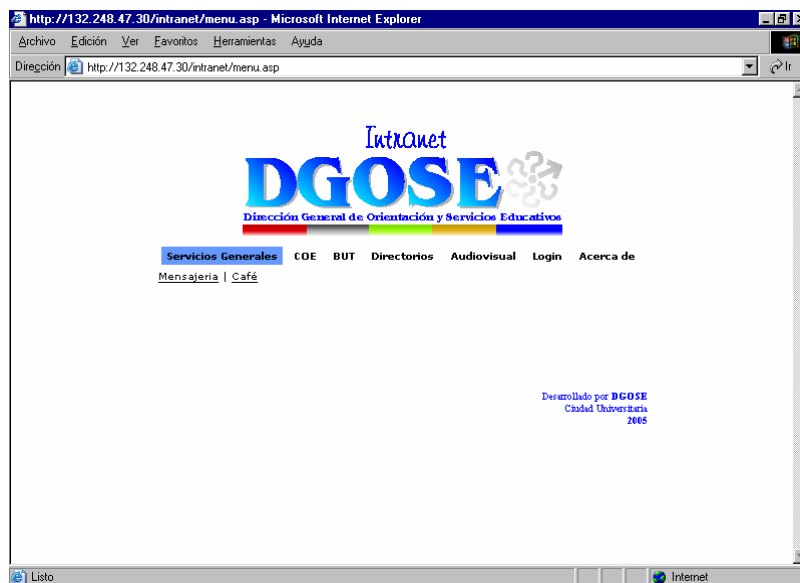 http://132.248.47.30/intranet/menu.asp - Microsoft Internet Explorer
Archivo Edición Ver Favoritos Herramientas Ayuda
Dirección http://132.248.47.30/intranet/menu.asp Ir
Intranet
DGOSE
Dirección General de Orientación y Servicios Educativos
Servicios Generales COE BUT Directorios Audiovisual Login Acerca de
Mensajeria | Café
Desarrollado por DGOSE
Ciudad Universitaria
2005
Listo Internet